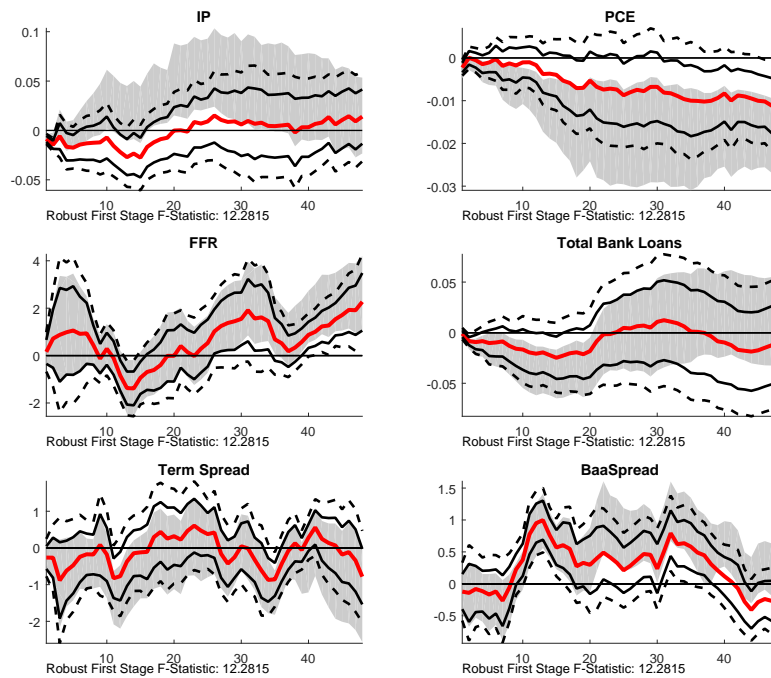 IP
0.1
0.05
0
-0.05
10 20 30 40
Robust First Stage F-Statistic: 12.2815
PCE
0
-0.01
-0.02
-0.03
10 20 30 40
Robust First Stage F-Statistic: 12.2815
FFR
4
2
0
-2
10 20 30 40
Robust First Stage F-Statistic: 12.2815
Total Bank Loans
0.05
0
-0.05
10 20 30 40
Robust First Stage F-Statistic: 12.2815
Term Spread
1
0
-1
-2
10 20 30 40
Robust First Stage F-Statistic: 12.2815
BaaSpread
1.5
1
0.5
0
-0.5
10 20 30 40
Robust First Stage F-Statistic: 12.2815